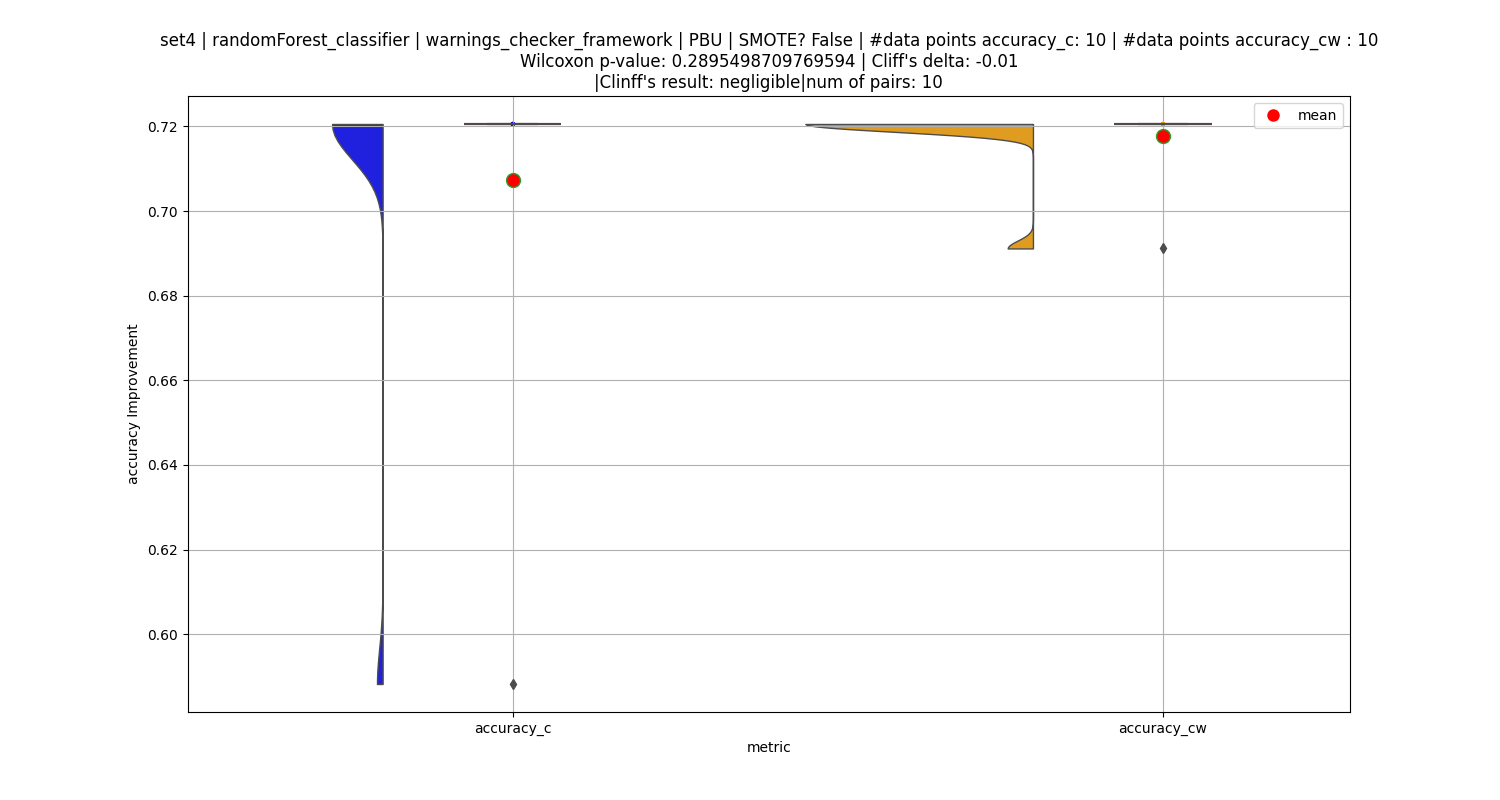 set4 | randomForest_classifier | warnings_checker_framework | PBU | SMOTE? False | #data points accuracy_c: 10 | #data points accuracy_cw : 10
Wilcoxon p-value: 0.2895498709769594 | Cliff's delta: -0.01
|Clinff's result: negligible|num of pairs: 10
mean
0.72
0.70
0.68
0.66
0.64
0.62
0.60
accuracy Improvement
accuracy_c
accuracy_cw
metric